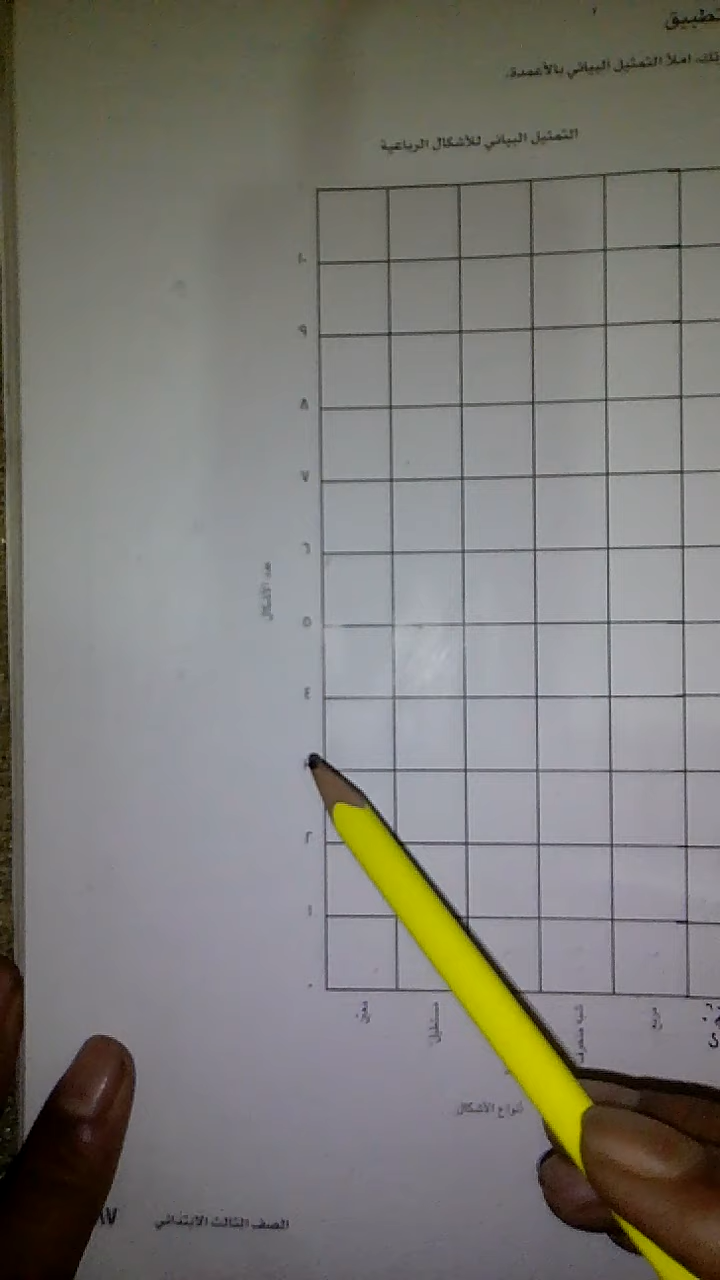 تطبيق
املأ التمثيل البياني بالأعمدة.
التمثيل البياني للأشكال الرباعية
١٠
٩
٨
٧
٦
٥
عدد الأشكال
٤
٢
١
٠
معين
مستطيل
شبه منحرف
مربع
أنواع الأشكال
الصف الثالث الابتدائي
٨٧